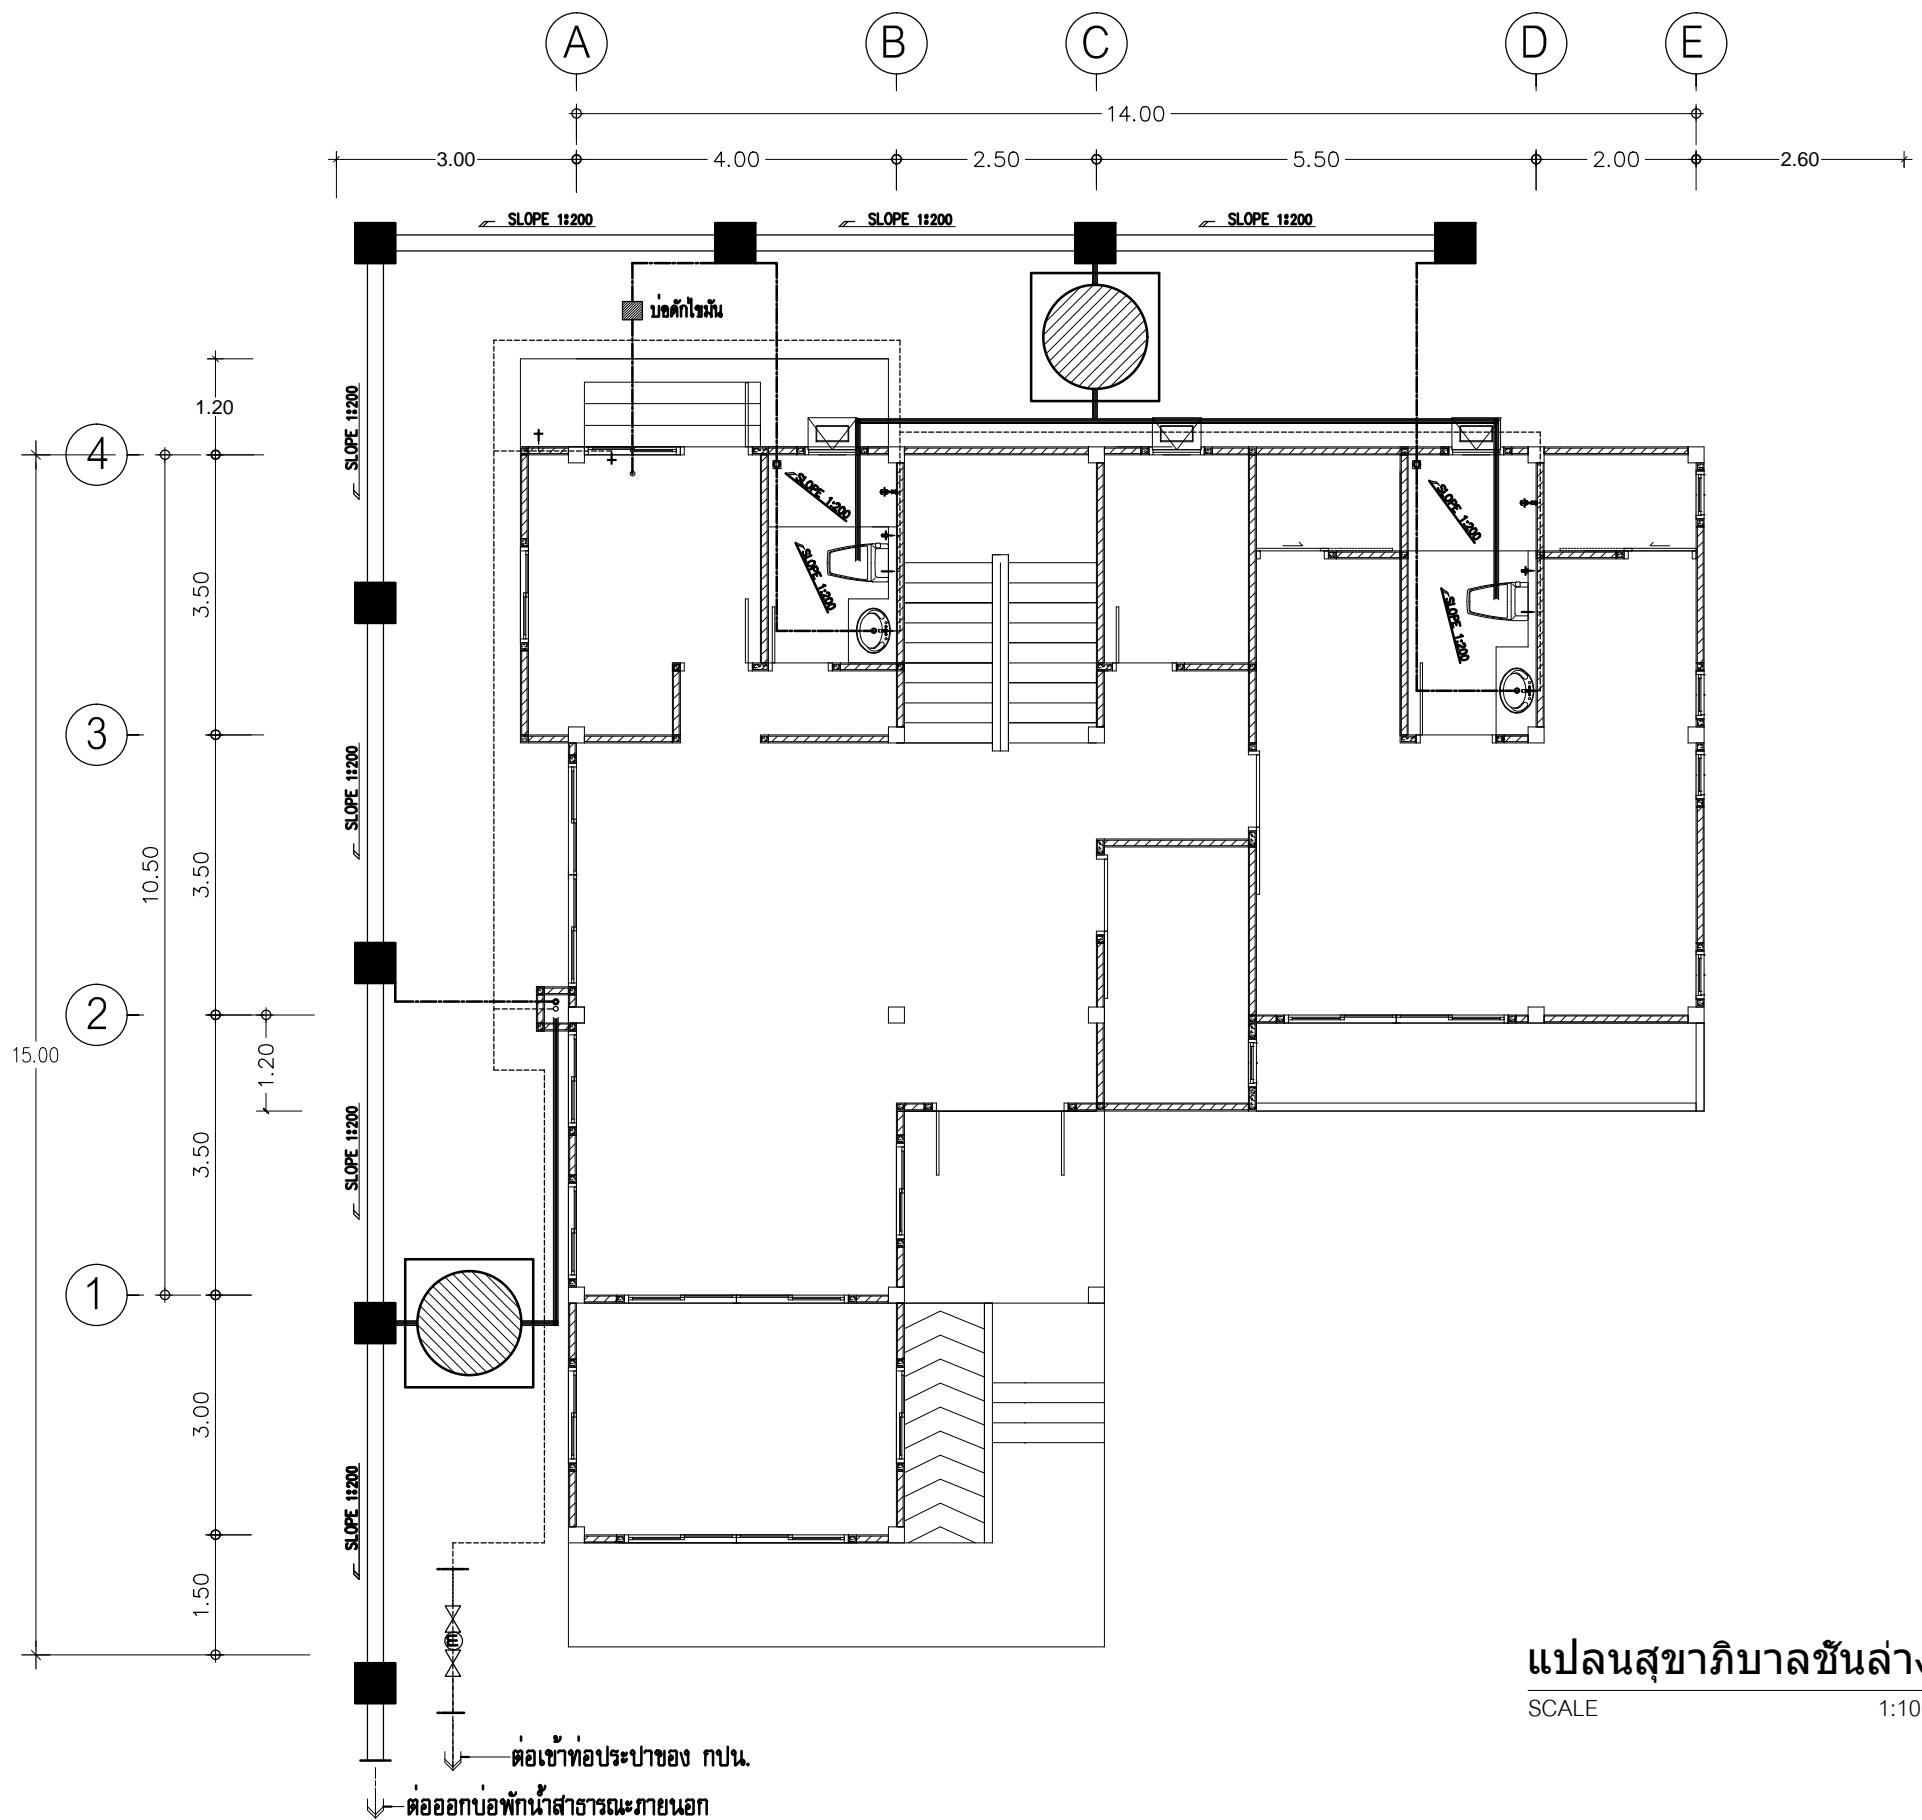 A B C D E
14.00
3.00 4.00 2.50 5.50 2.00 2.60
SLOPE 1:200 SLOPE 1:200 SLOPE 1:200
บ่อดักไขมัน
SLOPE 1:200
1.20
4
SLOPE 1:200
SLOPE 1:200
SLOPE 1:200
SLOPE 1:200
3.50
3
SLOPE 1:200
10.50
3.50
2
15.00
1.20
SLOPE 1:200
3.50
1
3.00
SLOPE 1:200
1.50
m
แปลนสุขาภิบาลชั้นล่าง
SCALE 1:10
ต่อเข้าท่อประปาของ กปน.
ต่อออกบ่อพักน้ำสาธารณะภายนอก